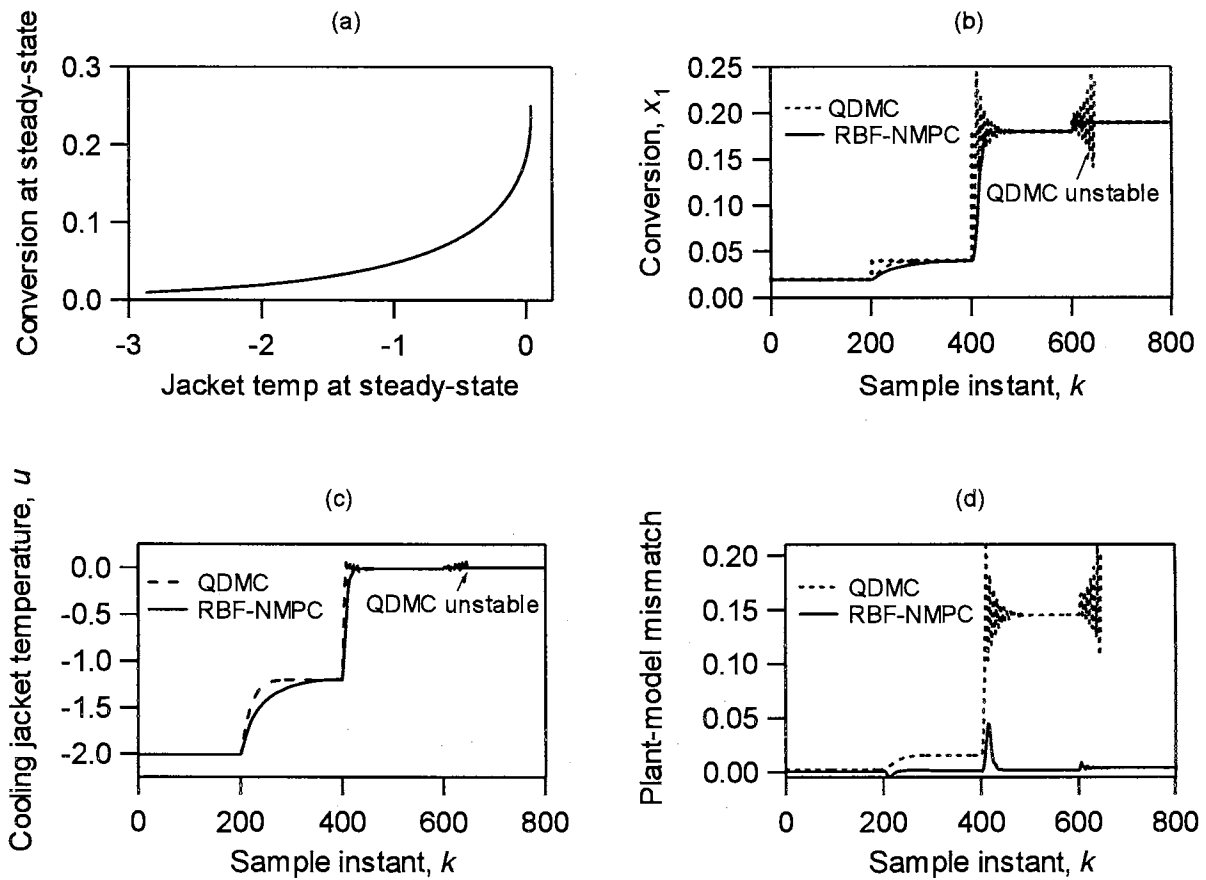 (a)
Conversion at steady-state
0.3
0.2
0.1
0.0
-3
-2
-1
0
Jacket temp at steady-state
(b)
Conversion, x1
0.25
0.20
0.15
0.10
0.05
0.00
QDMC
RBF-NMPC
QDMC unstable
0
200
400
600
800
Sample instant, k
(c)
Cooling jacket temperature, u
0.0
-0.5
-1.0
-1.5
-2.0
QDMC
RBF-NMPC
QDMC unstable
0
200
400
600
800
Sample instant, k
(d)
Plant-model mismatch
0.20
0.15
0.10
0.05
0.00
QDMC
RBF-NMPC
0
200
400
600
800
Sample instant, k